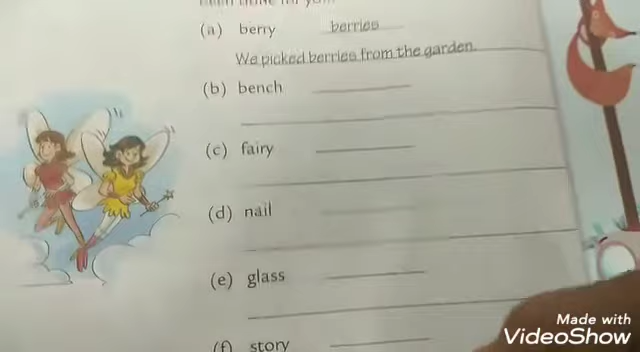 (a) berry berries
We picked berries from the garden.
(b) bench
(c) fairy
(d) nail
(e) glass
(f) story
Made with
VideoShow